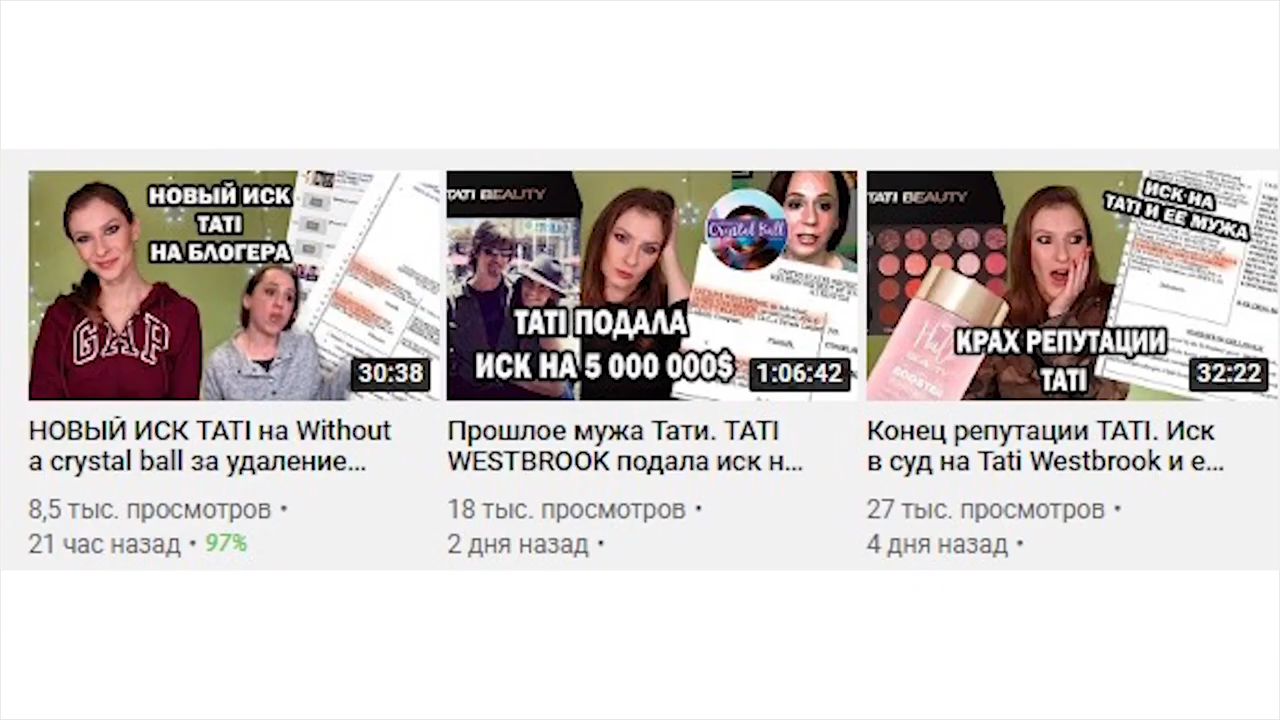 НОВЫЙ ИСК
TATI
НА БЛОГЕРА
GAP
30:38
НОВЫЙ ИСК TATI на Without
a crystal ball за удаление...
8,5 тыс. просмотров •
21 час назад • 97%
TATI BEAUTY
Crystal Ball
TATI ПОДАЛА
ИСК НА 5 000 000$
1:06:42
Прошлое мужа Тати. TATI
WESTBROOK подала иск н...
18 тыс. просмотров •
2 дня назад •
TATI BEAUTY
ИСК НА
TATI И ЕЕ МУЖА
BOOSTER
КРАХ РЕПУТАЦИИ
TATI
32:22
Конец репутации TATI. Иск
в суд на Tati Westbrook и е...
27 тыс. просмотров •
4 дня назад •